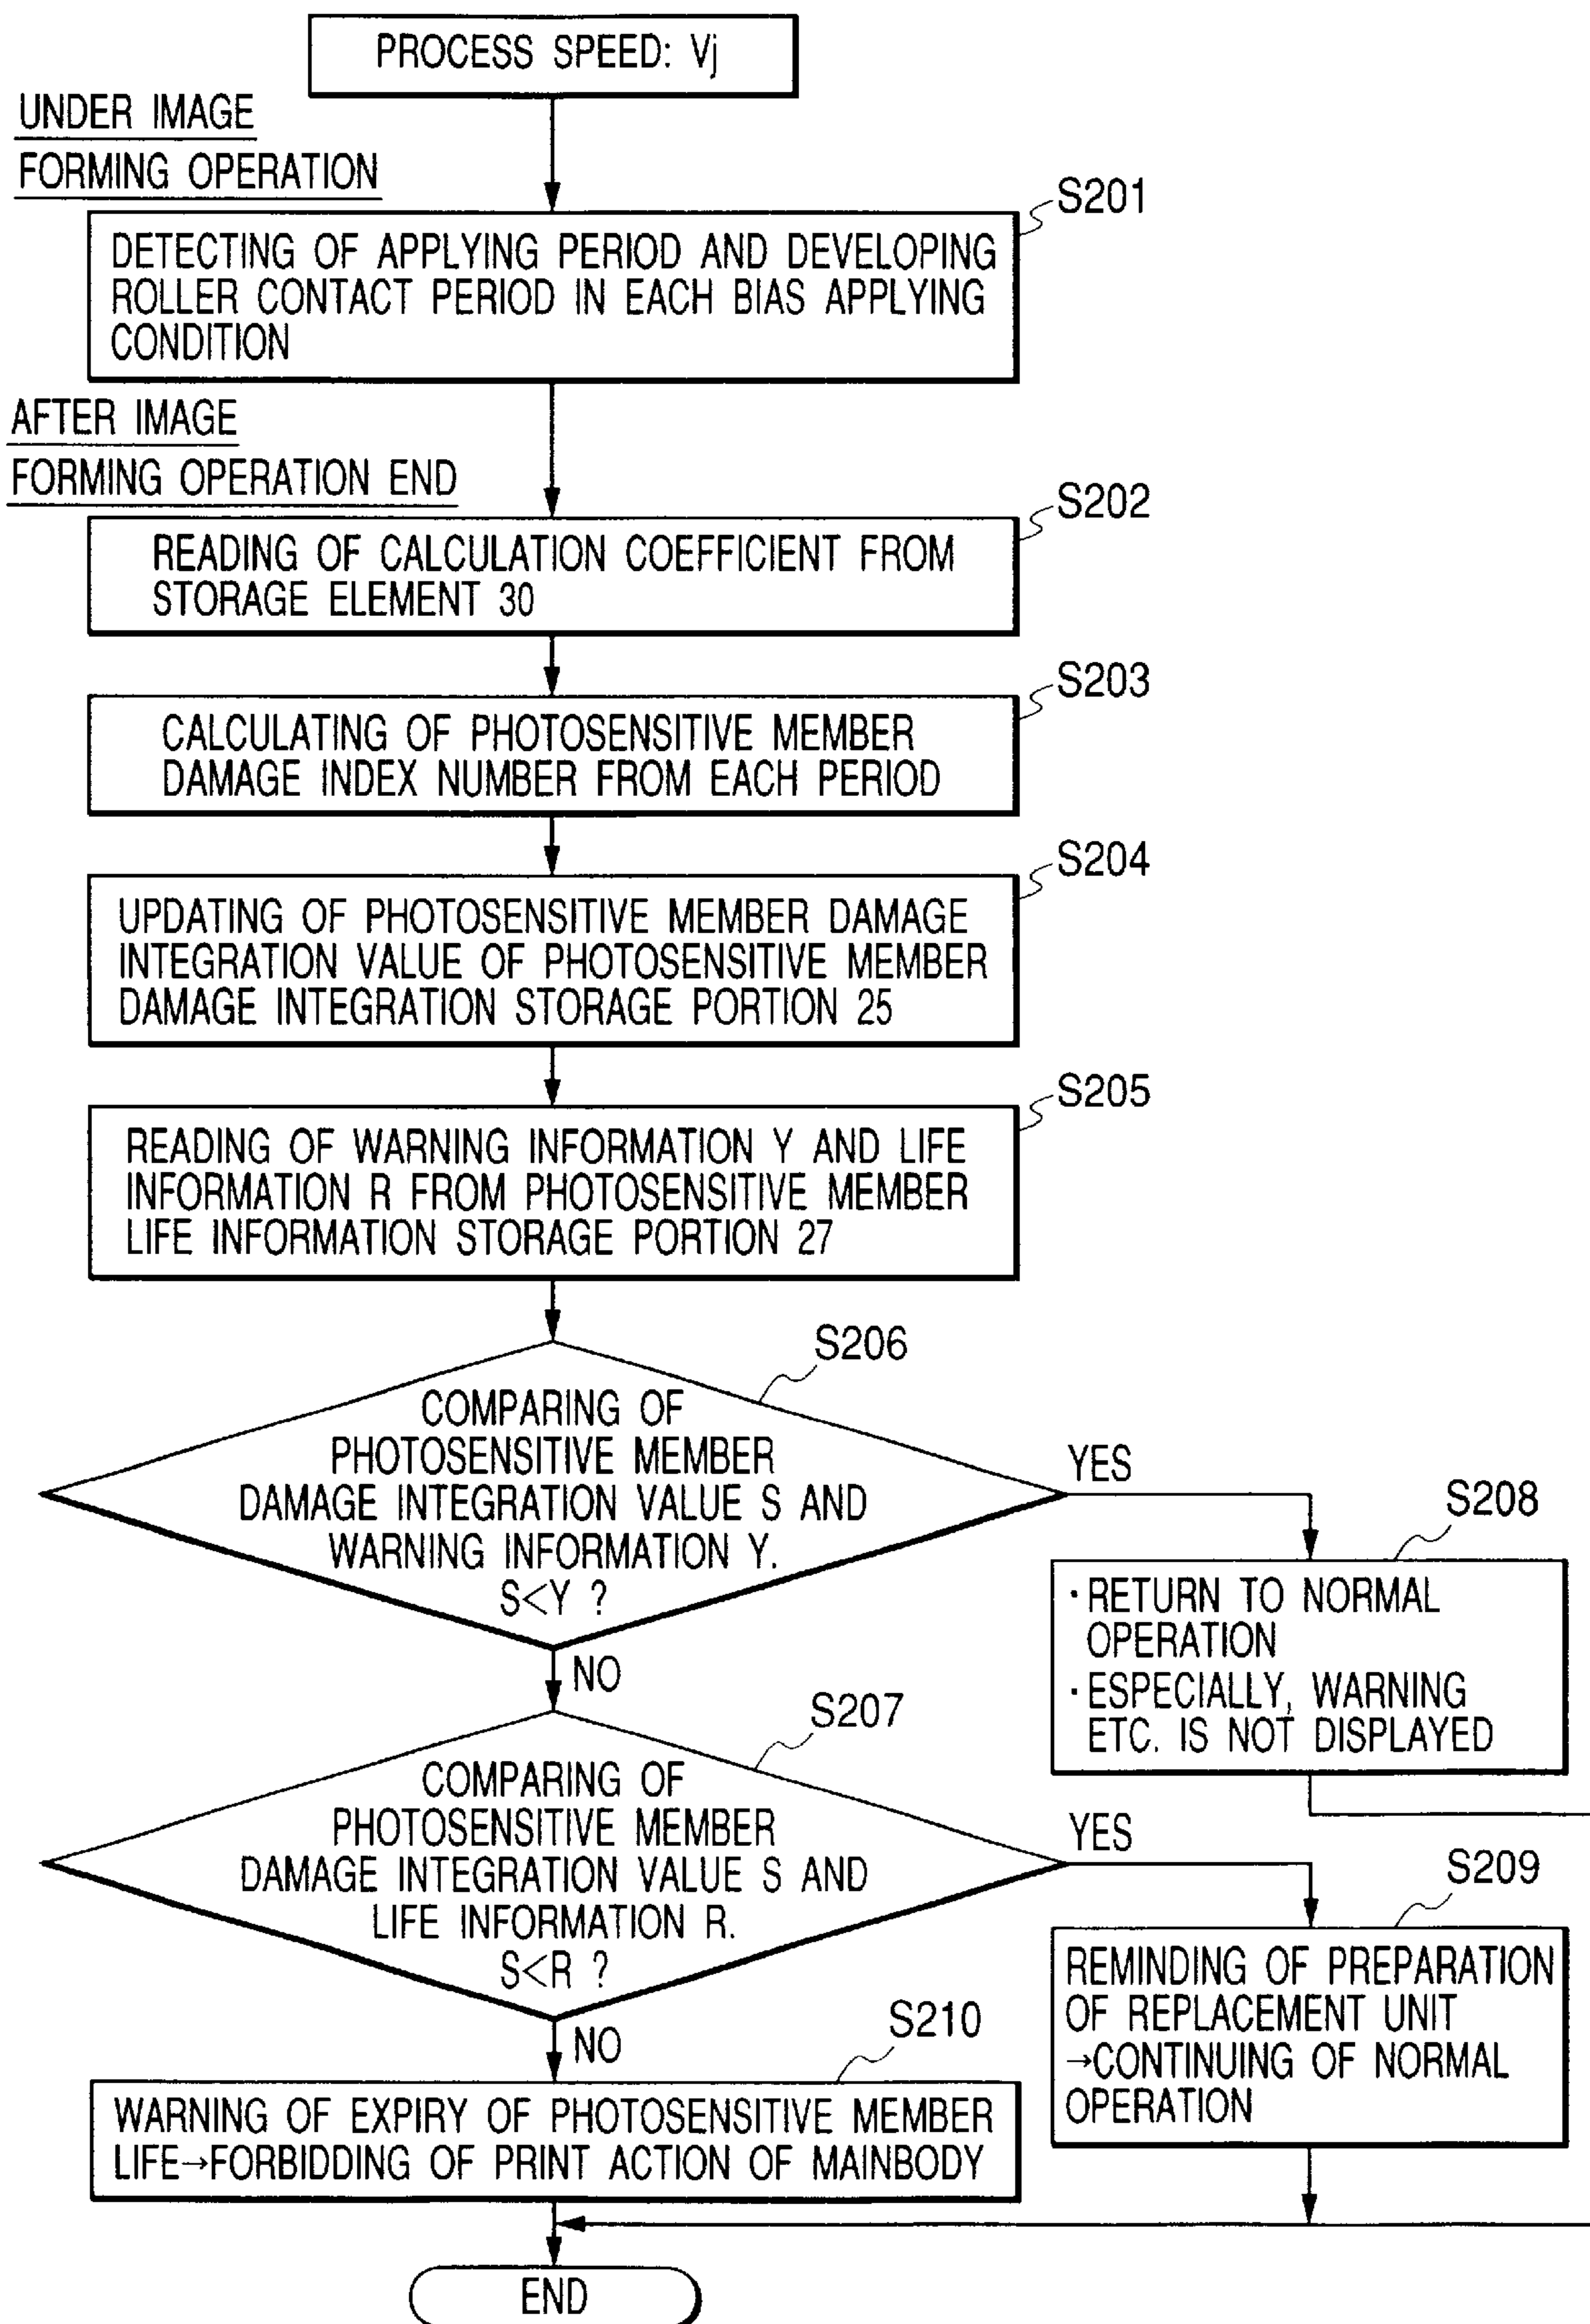 PROCESS SPEED: Vj
UNDER IMAGE
FORMING OPERATION
S201
DETECTING OF APPLYING PERIOD AND DEVELOPING
ROLLER CONTACT PERIOD IN EACH BIAS APPLYING
CONDITION
AFTER IMAGE
FORMING OPERATION END
S202
READING OF CALCULATION COEFFICIENT FROM
STORAGE ELEMENT 30
S203
CALCULATING OF PHOTOSENSITIVE MEMBER
DAMAGE INDEX NUMBER FROM EACH PERIOD
S204
UPDATING OF PHOTOSENSITIVE MEMBER DAMAGE
INTEGRATION VALUE OF PHOTOSENSITIVE MEMBER
DAMAGE INTEGRATION STORAGE PORTION 25
S205
READING OF WARNING INFORMATION Y AND LIFE
INFORMATION R FROM PHOTOSENSITIVE MEMBER
LIFE INFORMATION STORAGE PORTION 27
S206
COMPARING OF
PHOTOSENSITIVE MEMBER
DAMAGE INTEGRATION VALUE S AND
WARNING INFORMATION Y.
S<Y ?
YES
NO
S208
・RETURN TO NORMAL
OPERATION
・ESPECIALLY, WARNING
ETC. IS NOT DISPLAYED
S207
COMPARING OF
PHOTOSENSITIVE MEMBER
DAMAGE INTEGRATION VALUE S AND
LIFE INFORMATION R.
S<R ?
YES
NO
S209
REMINDING OF PREPARATION
OF REPLACEMENT UNIT
→CONTINUING OF NORMAL
OPERATION
S210
WARNING OF EXPIRY OF PHOTOSENSITIVE MEMBER
LIFE→FORBIDDING OF PRINT ACTION OF MAINBODY
END